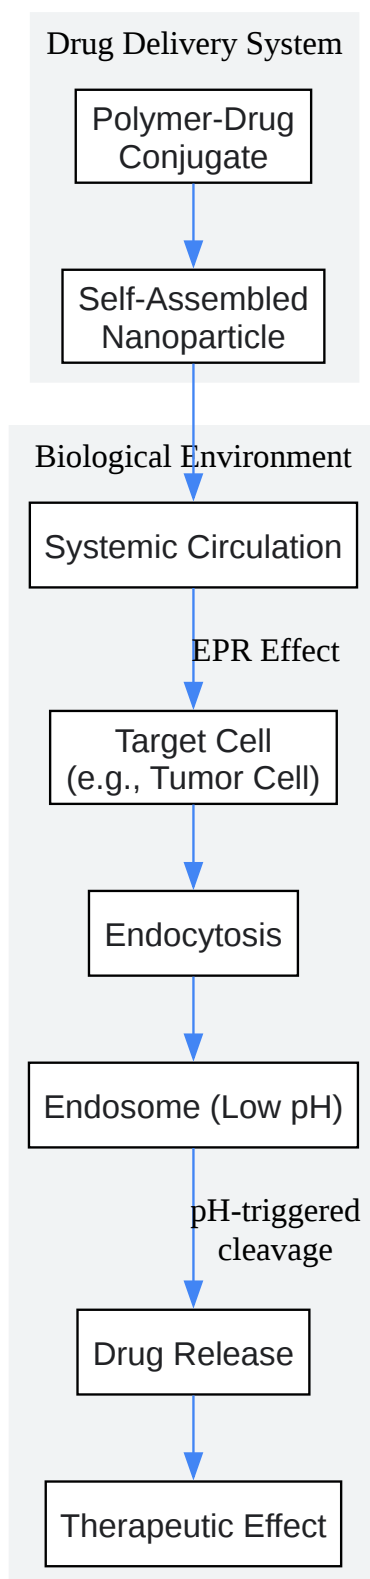 Drug Delivery System
Polymer-Drug
Conjugate
Self-Assembled
Nanoparticle
Biological Environment
Systemic Circulation
EPR Effect
Target Cell
(e.g., Tumor Cell)
Endocytosis
Endosome (Low pH)
pH-triggered
cleavage
Drug Release
Therapeutic Effect